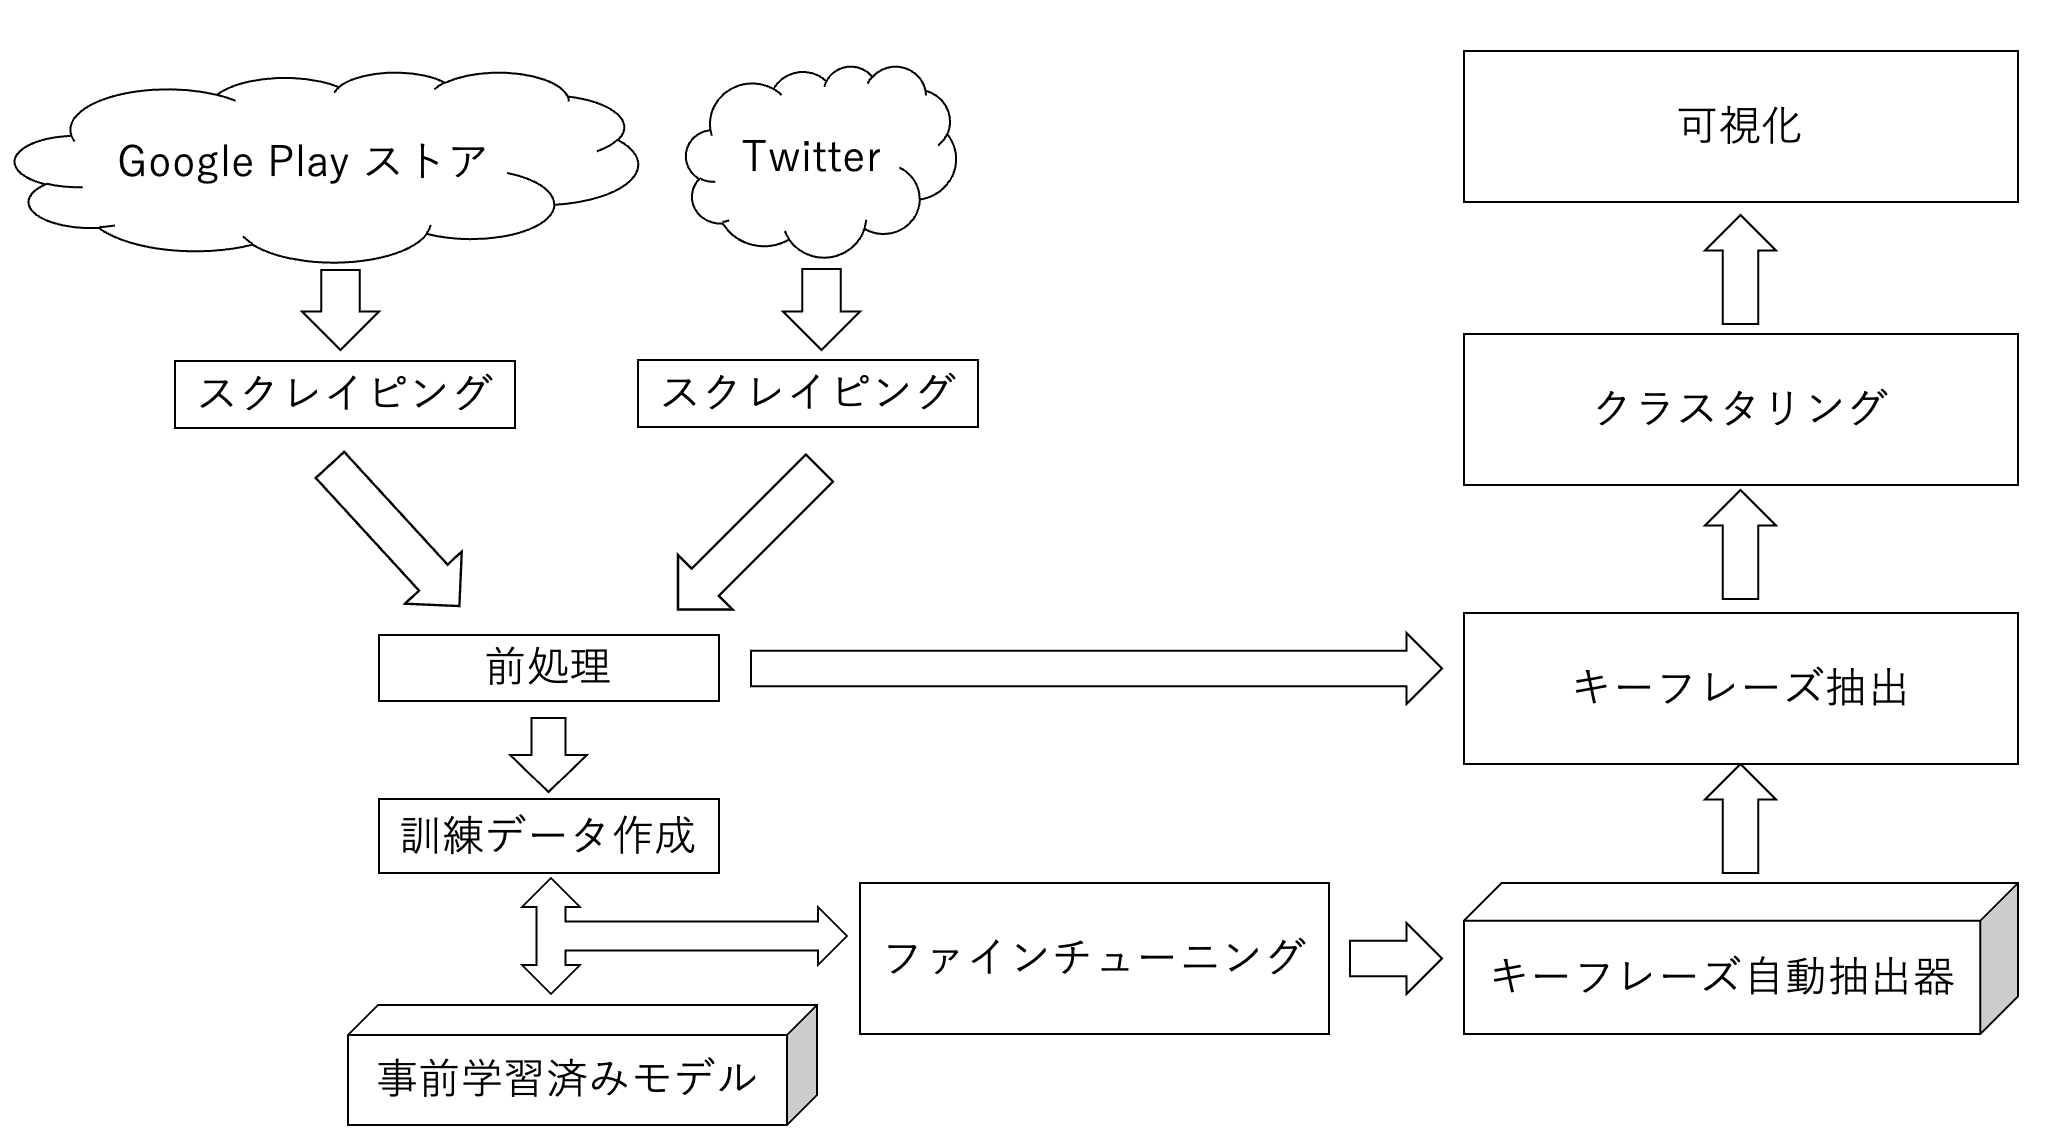 Google Play ストア
Twitter
スクレイピング
スクレイピング
前処理
訓練データ作成
事前学習済みモデル
ファインチューニング
キーフレーズ自動抽出器
キーフレーズ抽出
クラスタリング
可視化